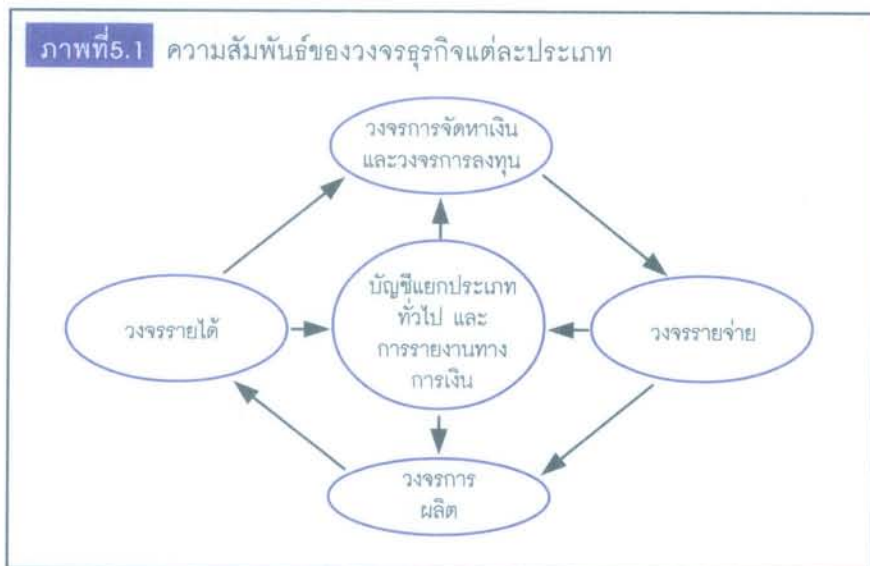 ภาพที่5.1 ความสัมพันธ์ของวงจรธุรกิจแต่ละประเภท
วงจรการจัดหาเงิน
และวงจรการลงทุน
วงจรรายได้
บัญชีแยกประเภท
ทั่วไป และ
การรายงานทาง
การเงิน
วงจรรายจ่าย
วงจรการ
ผลิต